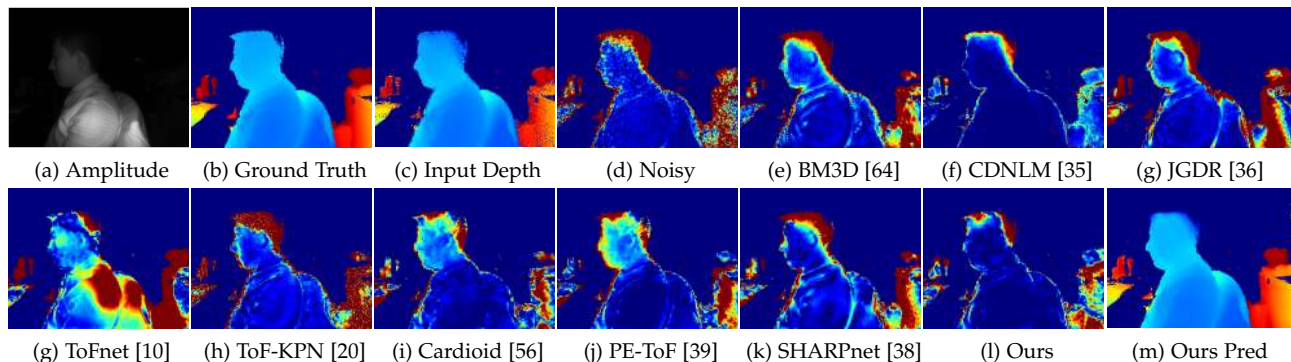 (a) Amplitude (b) Ground Truth (c) Input Depth (d) Noisy (e) BM3D [64] (f) CDNLM [35] (g) JGDR [36]
(g) ToFnet [10] (h) ToF-KPN [20] (i) Cardioid [56] (j) PE-ToF [39] (k) SHARPnet [38] (l) Ours (m) Ours Pred